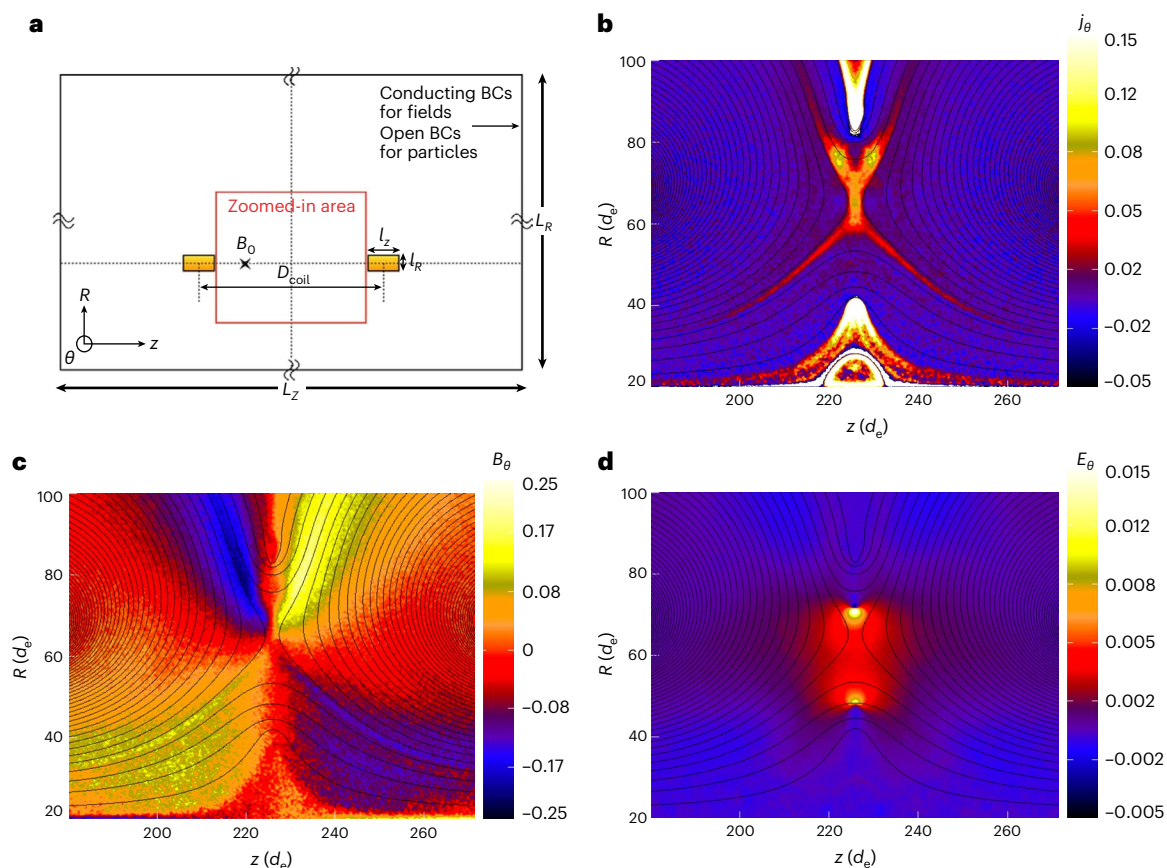 a
Conducting BCs
for fields
Open BCs
for particles
Zoomed-in area
B0
lz
lR
LR
Dcoil
R
θ
z
LZ
b
jθ
100
80
60
40
20
R (de)
200
220
240
260
z (de)
0.15
0.12
0.08
0.05
0.02
−0.02
−0.05
c
Bθ
100
80
60
40
20
R (de)
200
220
240
260
z (de)
0.25
0.17
0.08
0
−0.08
−0.17
−0.25
d
Eθ
100
80
60
40
20
R (de)
200
220
240
260
z (de)
0.015
0.012
0.008
0.005
0.002
−0.002
−0.005